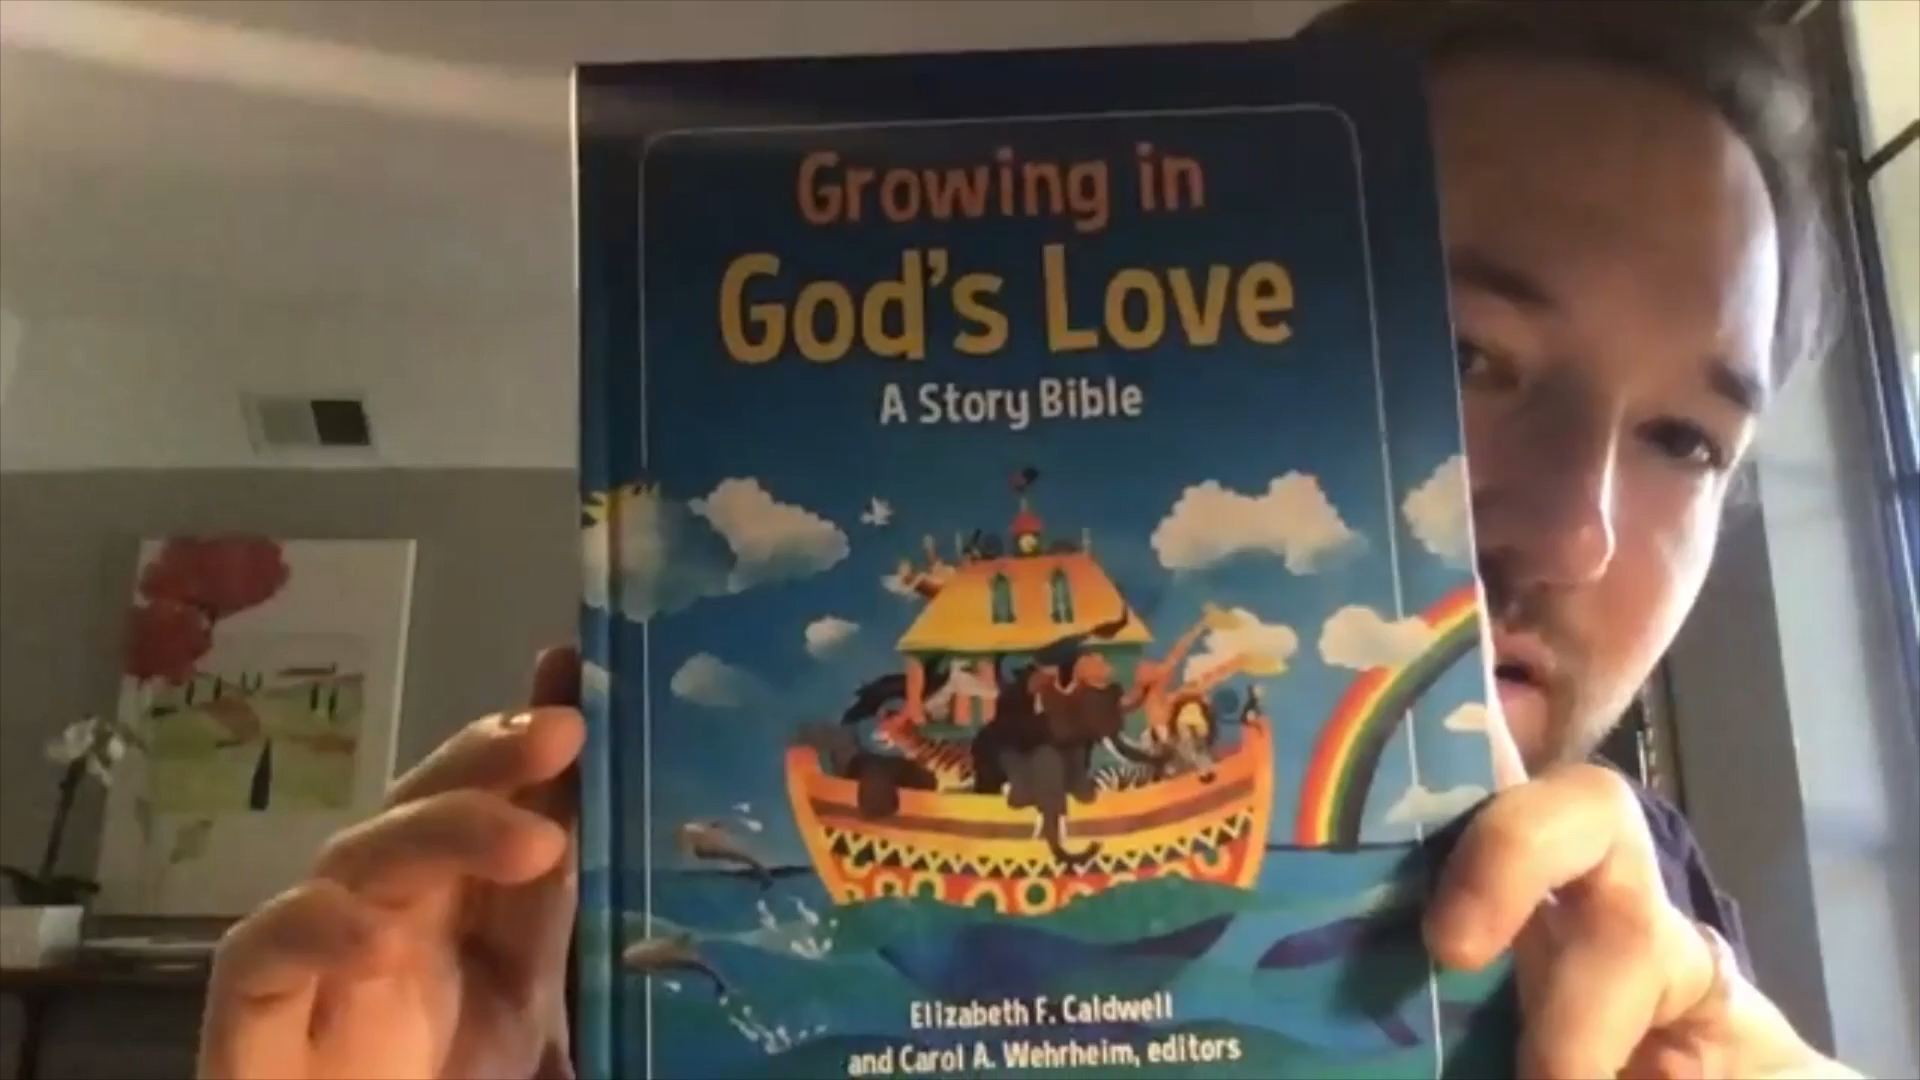 Growing in
God's Love
A Story Bible
Elizabeth F. Caldwell
and Carol A. Wehrheim, editors